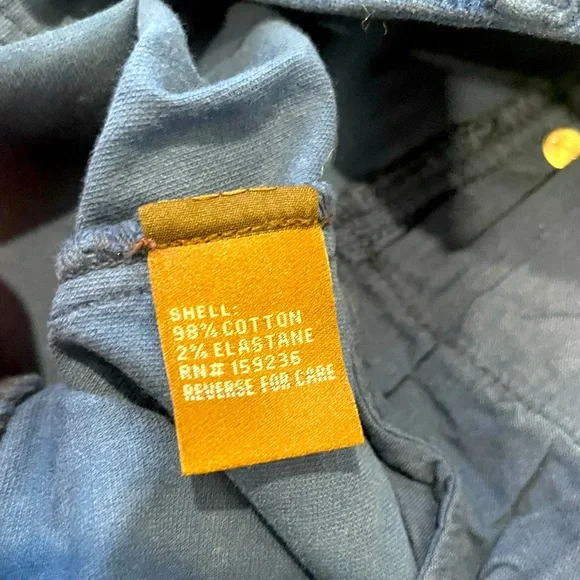 SHELL:
98% COTTON
2% ELASTANE
RN# 159236
REVERSE FOR CARE